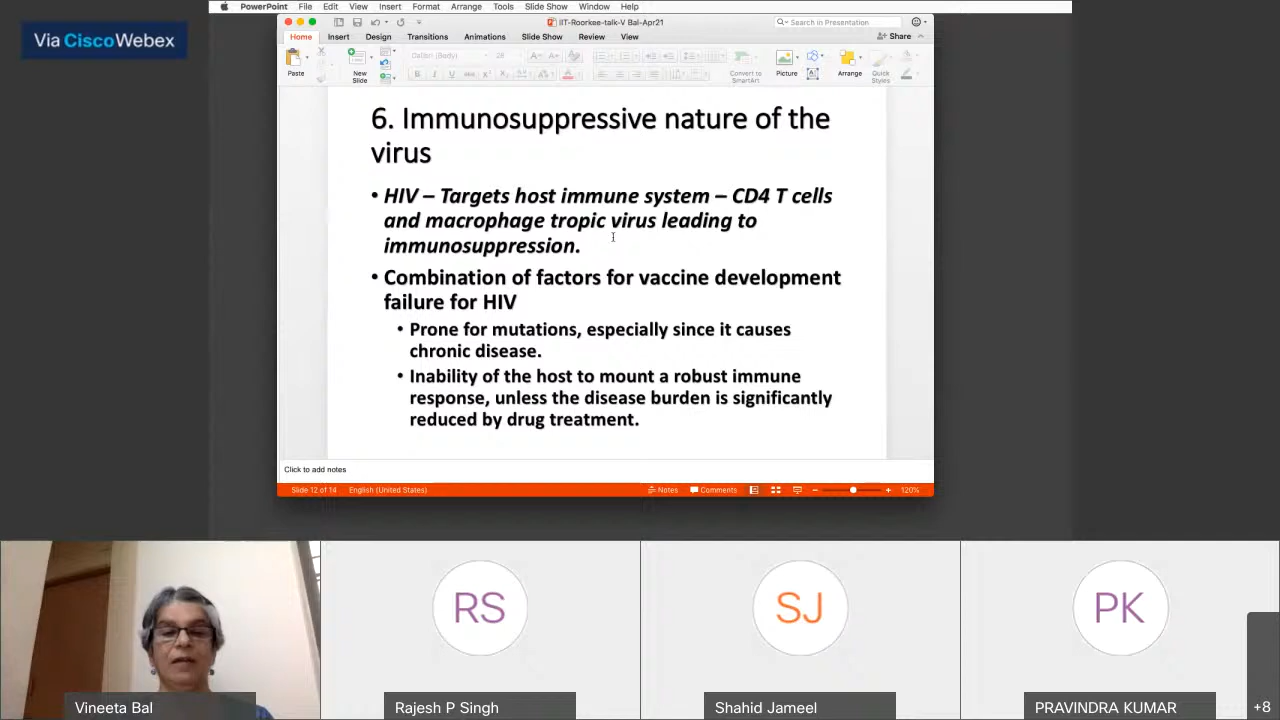 PowerPoint File Edit View Insert Format Arrange Tools Slide Show Window Help
Via CiscoWebex
IIT-Roorkee-talk-V Bal-Apr21
Search in Presentation
Home Insert Design Transitions Animations Slide Show Review View
Share
Paste
New Slide
Calibri (Body) 28
Convert to SmartArt
Picture
Arrange
Quick Styles
6. Immunosuppressive nature of the
virus
• HIV – Targets host immune system – CD4 T cells
and macrophage tropic virus leading to
immunosuppression.
• Combination of factors for vaccine development
failure for HIV
• Prone for mutations, especially since it causes
chronic disease.
• Inability of the host to mount a robust immune
response, unless the disease burden is significantly
reduced by drug treatment.
Click to add notes
Slide 12 of 14 English (United States) Notes Comments 120%
RS
SJ
PK
Vineeta Bal
Rajesh P Singh
Shahid Jameel
PRAVINDRA KUMAR
+8